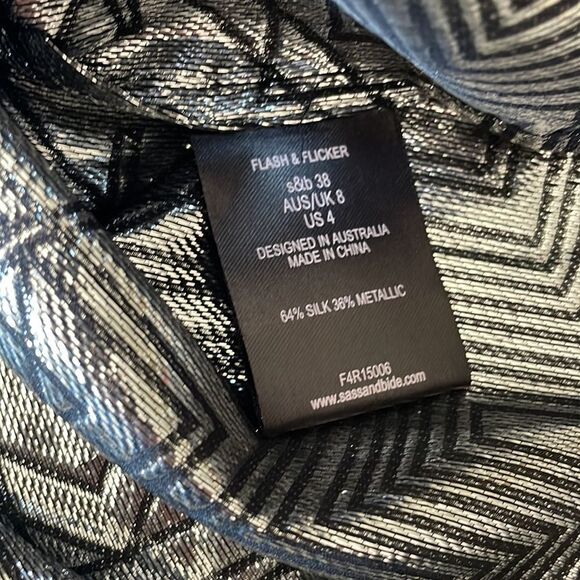 FLASH & FLICKER
s&b 38
AUS/UK 8
US 4
DESIGNED IN AUSTRALIA
MADE IN CHINA
64% SILK 36% METALLIC
F4R15006
www.sassandbide.com